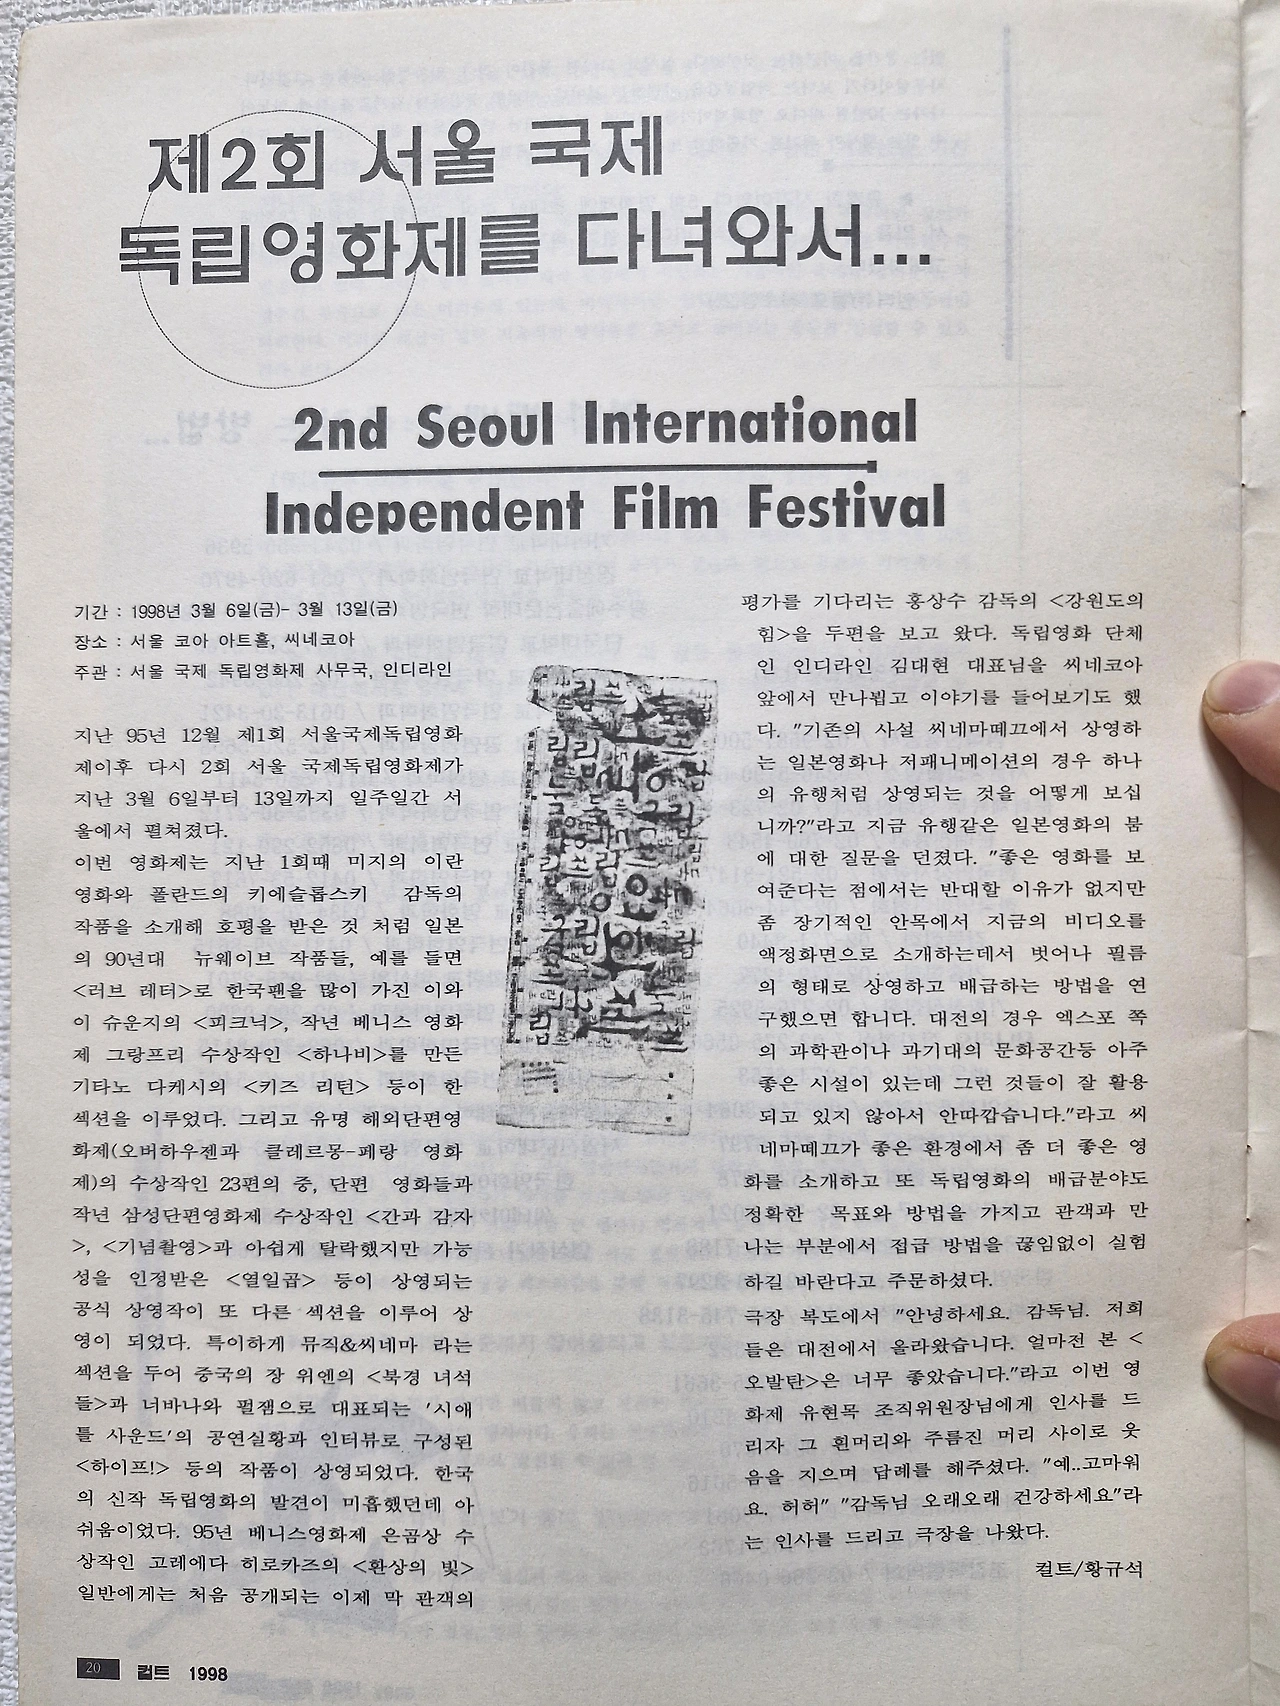 제2회 서울 국제
독립영화제를 다녀와서...
2nd Seoul International
Independent Film Festival
기간 : 1998년 3월 6일(금)- 3월 13일(금)
장소 : 서울 코아 아트홀, 씨네코아
주관 : 서울 국제 독립영화제 사무국, 인디라인
지난 95년 12월 제1회 서울국제독립영화
제이후 다시 2회 서울 국제독립영화제가
지난 3월 6일부터 13일까지 일주일간 서
울에서 펼쳐졌다.
이번 영화제는 지난 1회때 미지의 이란
영화와 폴란드의 키에슬롭스키 감독의
작품을 소개해 호평을 받은 것 처럼 일본
의 90년대 뉴웨이브 작품들, 예를 들면
<러브 레터>로 한국팬을 많이 가진 이와
이 슈운지의 <피크닉>, 작년 베니스 영화
제 그랑프리 수상작인 <하나비>를 만든
기타노 다케시의 <키즈 리턴> 등이 한
섹션을 이루었다. 그리고 유명 해외단편영
화제(오버하우젠과 클레르몽-페랑 영화
제)의 수상작인 23편의 중, 단편 영화들과
작년 삼성단편영화제 수상작인 <간과 감자
>, <기념촬영>과 아쉽게 탈락했지만 가능
성을 인정받은 <열일곱> 등이 상영되는
공식 상영작이 또 다른 섹션을 이루어 상
영이 되었다. 특이하게 뮤직&씨네마 라는
섹션을 두어 중국의 장 위엔의 <북경 녀석
들>과 너바나와 펄잼으로 대표되는 '시애
틀 사운드'의 공연실황과 인터뷰로 구성된
<하이프!> 등의 작품이 상영되었다. 한국
의 신작 독립영화의 발견이 미흡했던데 아
쉬움이었다. 95년 베니스영화제 은곰상 수
상작인 고레에다 히로카즈의 <환상의 빛>
일반에게는 처음 공개되는 이제 막 관객의
평가를 기다리는 홍상수 감독의 <강원도의
힘>을 두편을 보고 왔다. 독립영화 단체
인 인디라인 김대현 대표님을 씨네코아
앞에서 만나뵙고 이야기를 들어보기도 했
다. "기존의 사설 씨네마떼끄에서 상영하
는 일본영화나 저패니메이션의 경우 하나
의 유행처럼 상영되는 것을 어떻게 보십
니까?"라고 지금 유행같은 일본영화의 붐
에 대한 질문을 던졌다. "좋은 영화를 보
여준다는 점에서는 반대할 이유가 없지만
좀 장기적인 안목에서 지금의 비디오를
액정화면으로 소개하는데서 벗어나 필름
의 형태로 상영하고 배급하는 방법을 연
구했으면 합니다. 대전의 경우 엑스포 쪽
의 과학관이나 과기대의 문화공간등 아주
좋은 시설이 있는데 그런 것들이 잘 활용
되고 있지 않아서 안따깝습니다."라고 씨
네마떼끄가 좋은 환경에서 좀 더 좋은 영
화를 소개하고 또 독립영화의 배급분야도
정확한 목표와 방법을 가지고 관객과 만
나는 부분에서 접급 방법을 끊임없이 실험
하길 바란다고 주문하셨다.
극장 복도에서 "안녕하세요. 감독님. 저희
들은 대전에서 올라왔습니다. 얼마전 본 <
오발탄>은 너무 좋았습니다."라고 이번 영
화제 유현목 조직위원장님에게 인사를 드
리자 그 흰머리와 주름진 머리 사이로 웃
음을 지으며 답례를 해주셨다. "예..고마워
요. 허허" "감독님 오래오래 건강하세요"라
는 인사를 드리고 극장을 나왔다.
컬트/황규석
20 컬트 1998